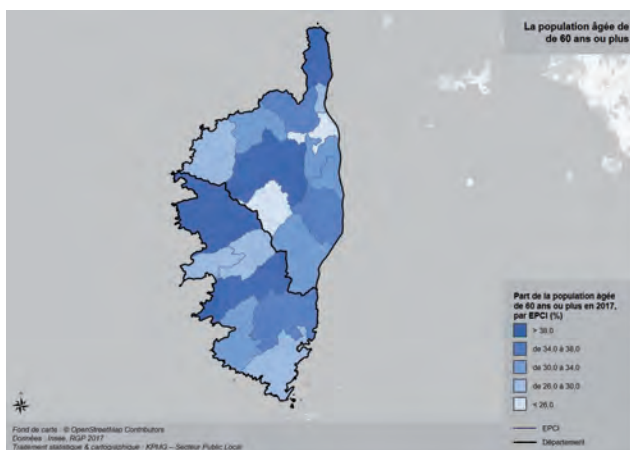 La population âgée de
de 60 ans ou plus
Part de la population âgée
de 60 ans ou plus en 2017,
par EPCI (%)
> 38,0
de 34,0 à 38,0
de 30,0 à 34,0
de 26,0 à 30,0
< 26,0
EPCI
Département
Fond de carte : © OpenStreetMap Contributors
Données : Insee, RGP 2017
Traitement statistique & cartographique : KPMG – Secteur Public Local